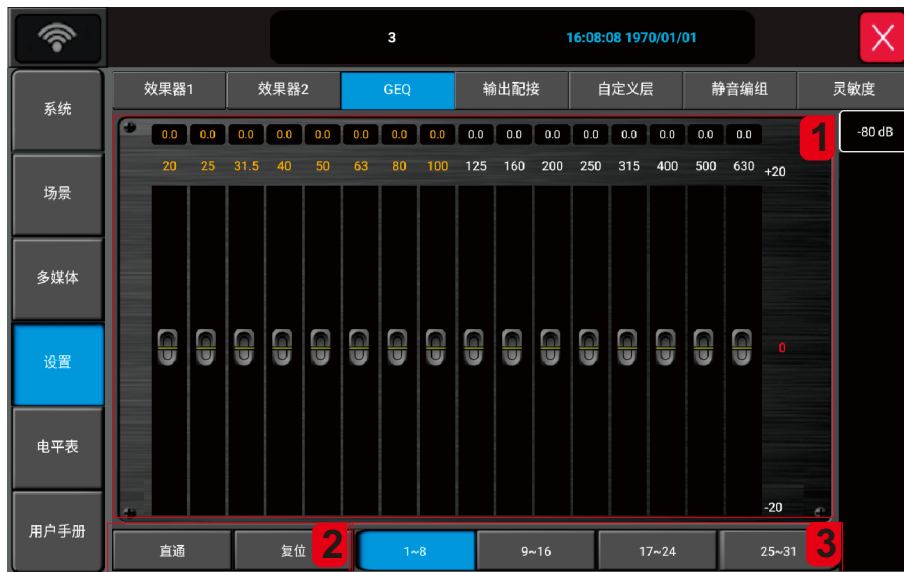 3 16:08:08 1970/01/01
效果器1 效果器2 GEQ 输出配接 自定义层 静音编组 灵敏度
系统
场景
多媒体
设置
电平表
用户手册
0.0 0.0 0.0 0.0 0.0 0.0 0.0 0.0 0.0 0.0 0.0 0.0 0.0 0.0 0.0 0.0 1 -80 dB
20 25 31.5 40 50 63 80 100 125 160 200 250 315 400 500 630 +20
0
-20
直通 复位 2 1~8 9~16 17~24 25~31 3